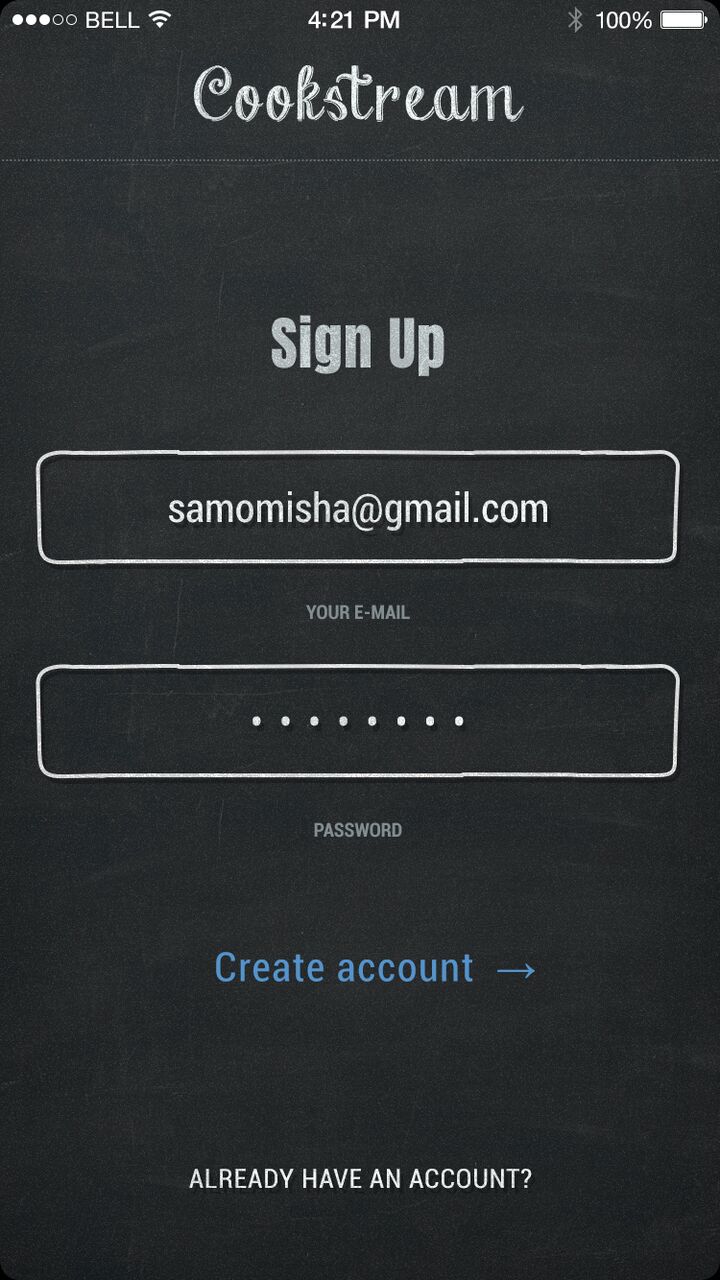 BELL 4:21 PM 100%
Cookstream
Sign Up
samomisha@gmail.com
YOUR E-MAIL
PASSWORD
Create account →
ALREADY HAVE AN ACCOUNT?